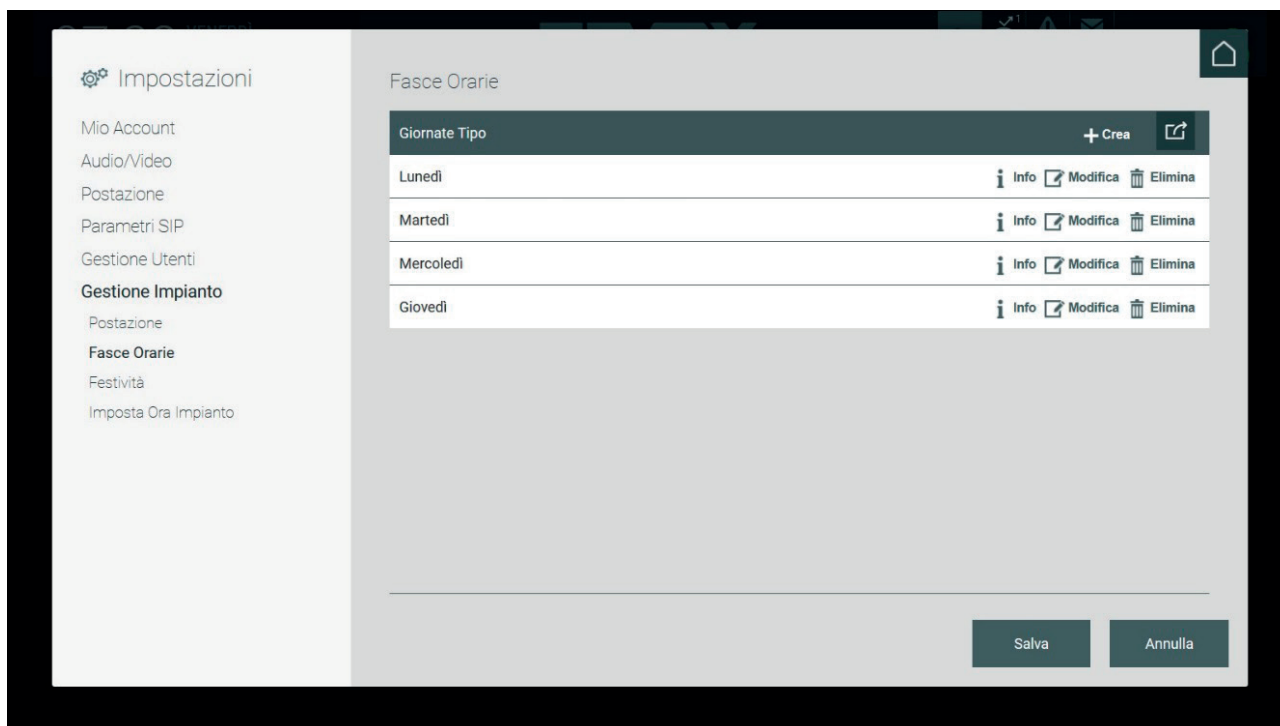 Impostazioni
Mio Account
Audio/Video
Postazione
Parametri SIP
Gestione Utenti
Gestione Impianto
Postazione
Fasce Orarie
Festività
Imposta Ora Impianto
Fasce Orarie
Giornate Tipo Crea
Lunedì Info Modifica Elimina
Martedì Info Modifica Elimina
Mercoledì Info Modifica Elimina
Giovedì Info Modifica Elimina
Salva Annulla